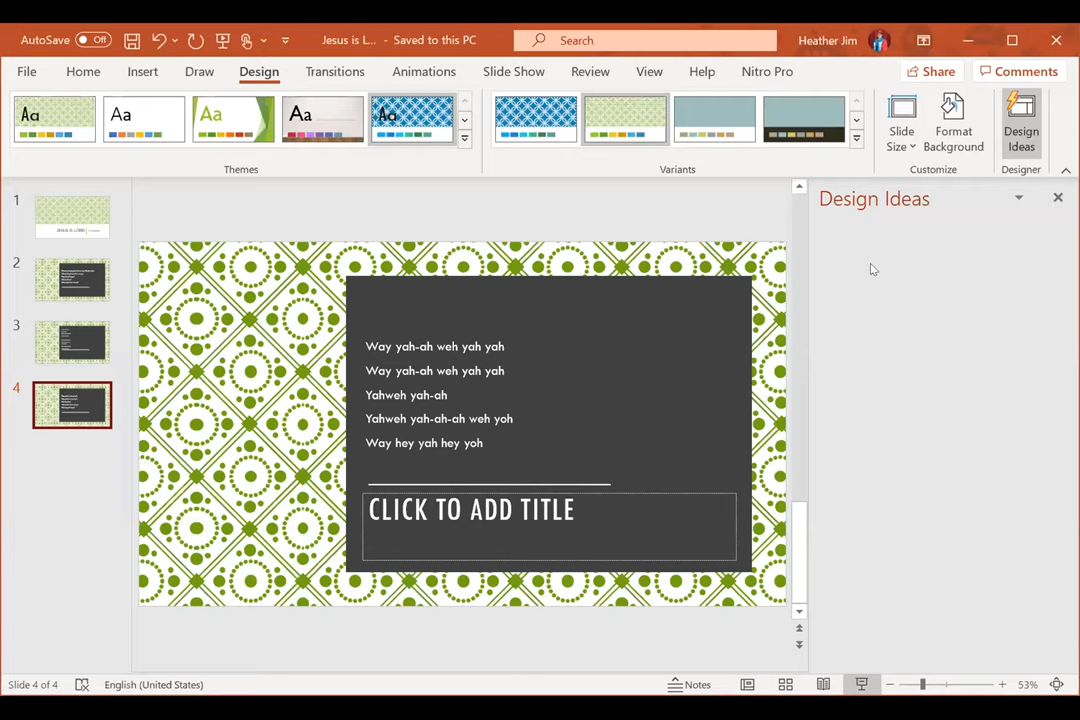 AutoSave Off Jesus is L... - Saved to this PC Search Heather Jim
File Home Insert Draw Design Transitions Animations Slide Show Review View Help Nitro Pro Share Comments
Aa Aa Aa Aa Aa
Slide Size Format Background Design Ideas
Themes Variants Customize Designer
1
2
3
4
Design Ideas
Way yah-ah weh yah yah
Way yah-ah weh yah yah
Yahweh yah-ah
Yahweh yah-ah-ah weh yoh
Way hey yah hey yoh
CLICK TO ADD TITLE
Slide 4 of 4 English (United States) Notes 53%